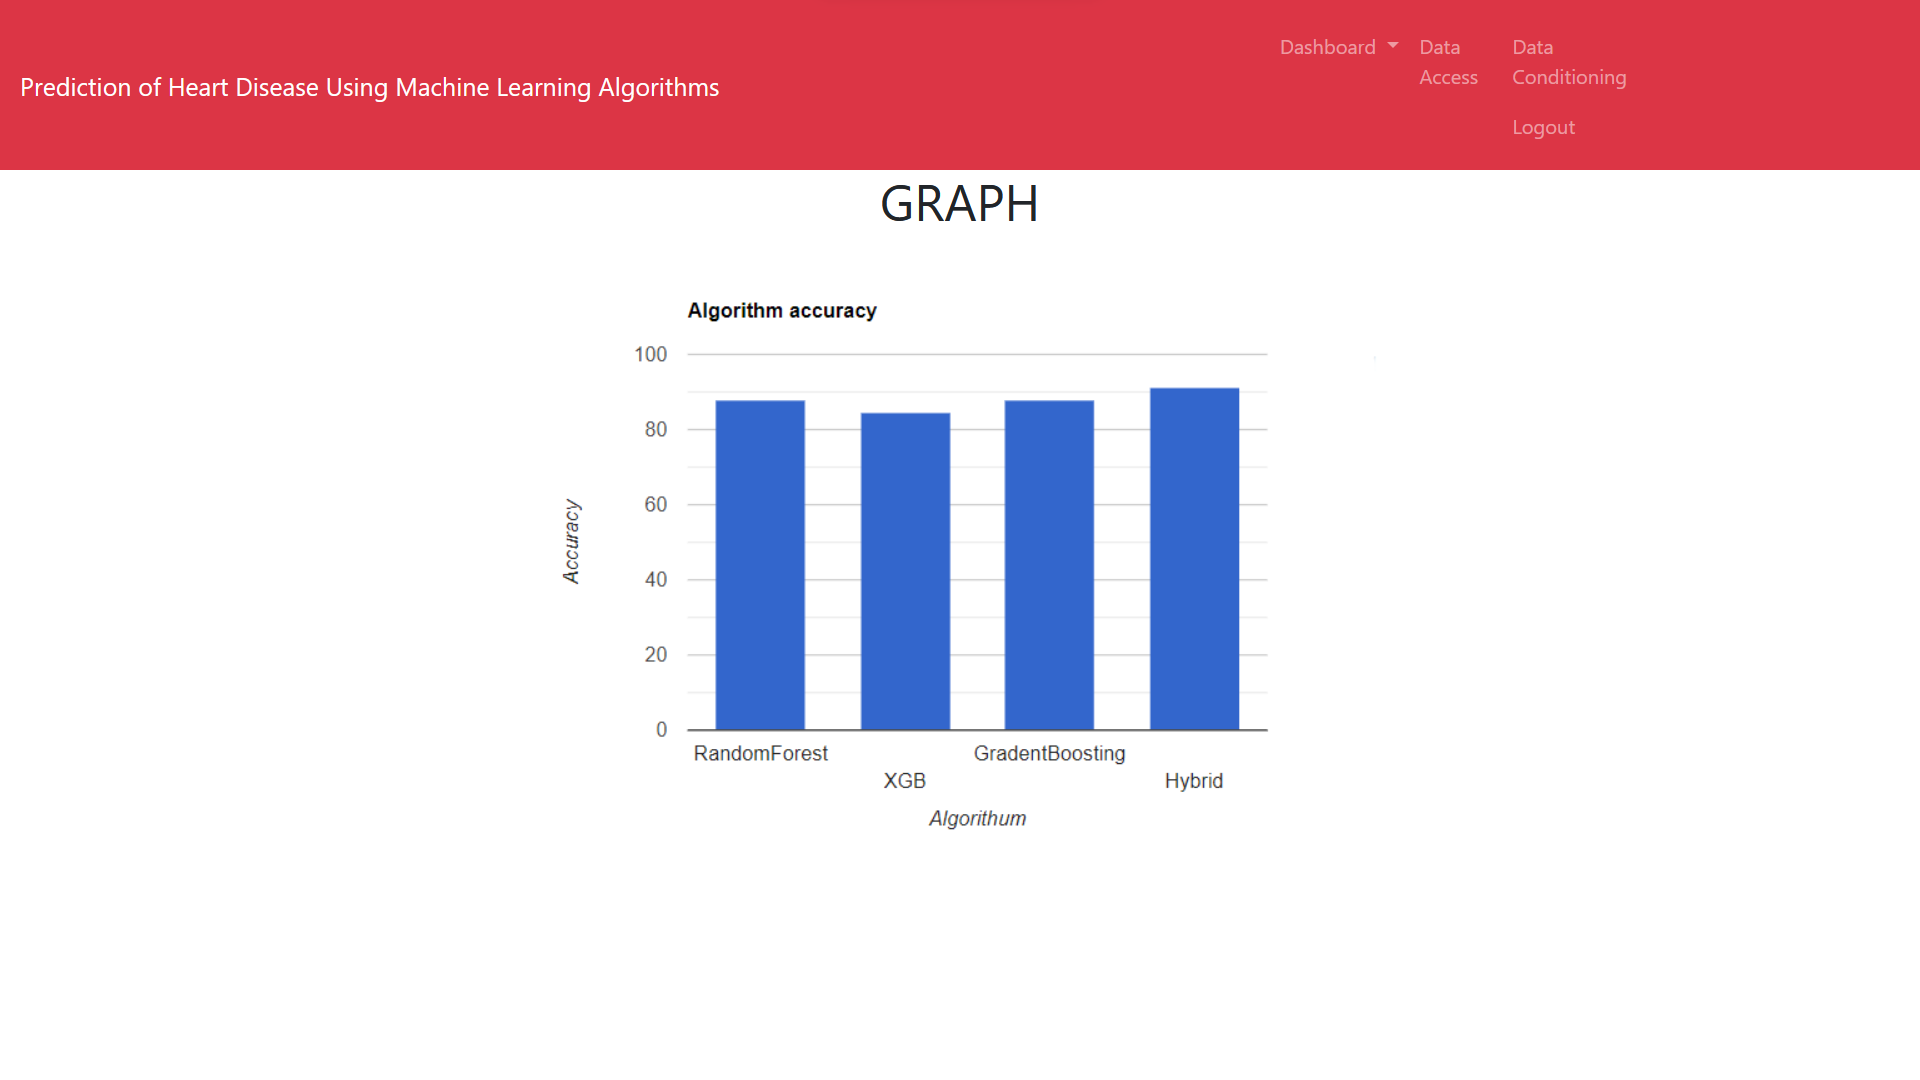 Prediction of Heart Disease Using Machine Learning Algorithms
Dashboard
Data
Access
Data
Conditioning
Logout
GRAPH
Algorithm accuracy
100
80
60
40
20
0
Accuracy
RandomForest
XGB
GradentBoosting
Hybrid
Algorithum